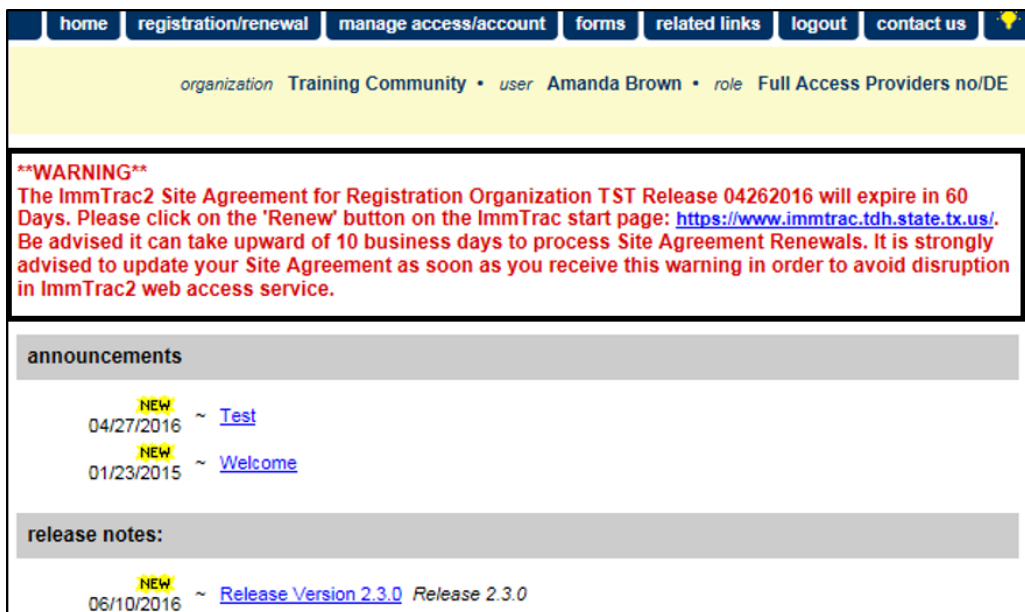 home registration/renewal manage access/account forms related links logout contact us
organization Training Community • user Amanda Brown • role Full Access Providers no/DE
**WARNING**
The ImmTrac2 Site Agreement for Registration Organization TST Release 04262016 will expire in 60
Days. Please click on the 'Renew' button on the ImmTrac start page: https://www.immtrac.tdh.state.tx.us/.
Be advised it can take upward of 10 business days to process Site Agreement Renewals. It is strongly
advised to update your Site Agreement as soon as you receive this warning in order to avoid disruption
in ImmTrac2 web access service.
announcements
NEW
04/27/2016 ~ Test
NEW
01/23/2015 ~ Welcome
release notes:
NEW
06/10/2016 ~ Release Version 2.3.0 Release 2.3.0